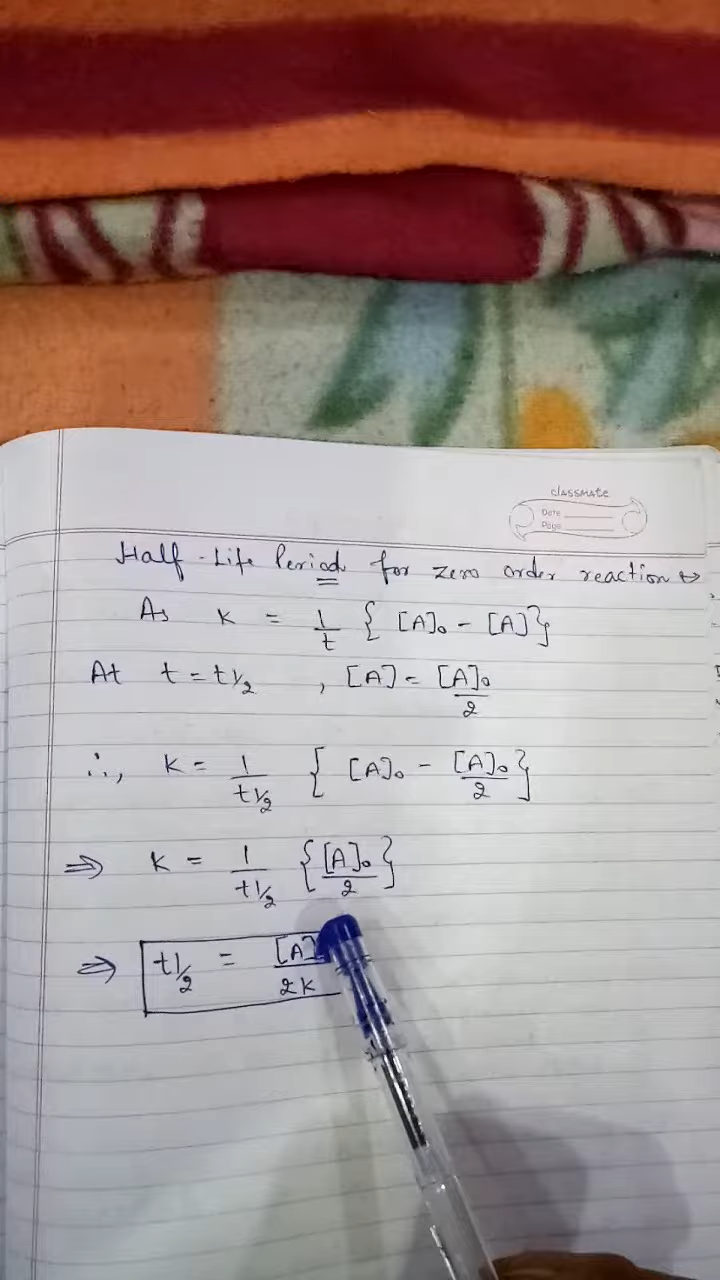 classmate
Date
Page
Half-Life Period for zero order reaction ↔
As K = 1/t { [A]₀ - [A] }
At t = t1/2 , [A] = [A]₀/2
∴, K = 1/t1/2 { [A]₀ - [A]₀/2 }
⇒ K = 1/t1/2 { [A]₀/2 }
⇒ t1/2 = [A]/2K